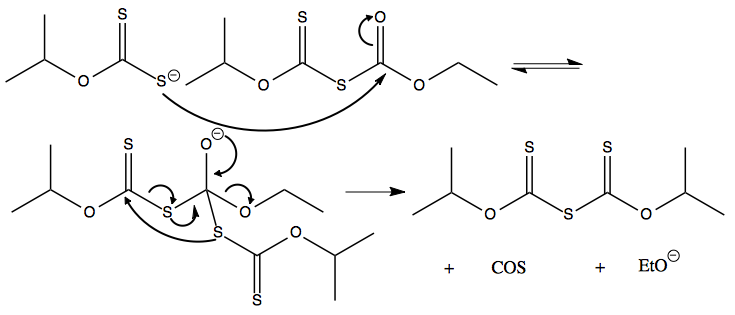 S S O
O S⊖ O S O
S O⊖ S S
O S O O S O
S O
+ COS + EtO⊖
S